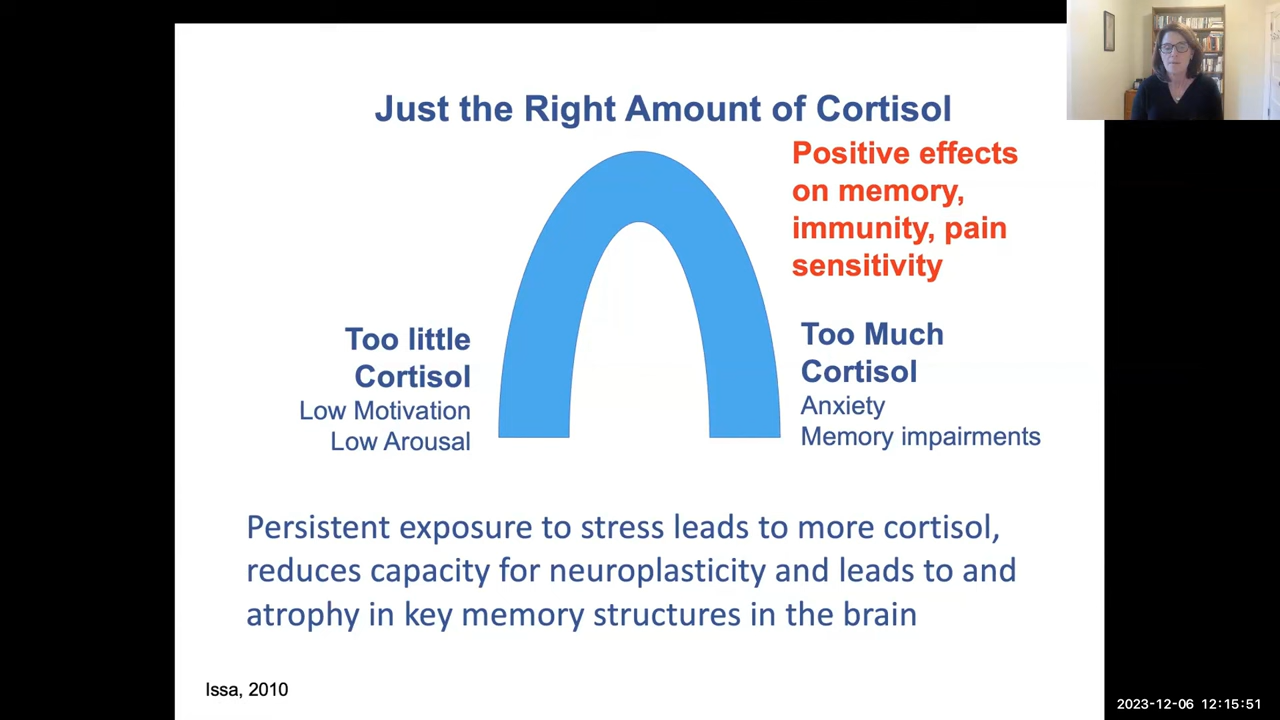 Just the Right Amount of Cortisol
Positive effects
on memory,
immunity, pain
sensitivity
Too little
Cortisol
Low Motivation
Low Arousal
Too Much
Cortisol
Anxiety
Memory impairments
Persistent exposure to stress leads to more cortisol,
reduces capacity for neuroplasticity and leads to and
atrophy in key memory structures in the brain
Issa, 2010
2023-12-06 12:15:51